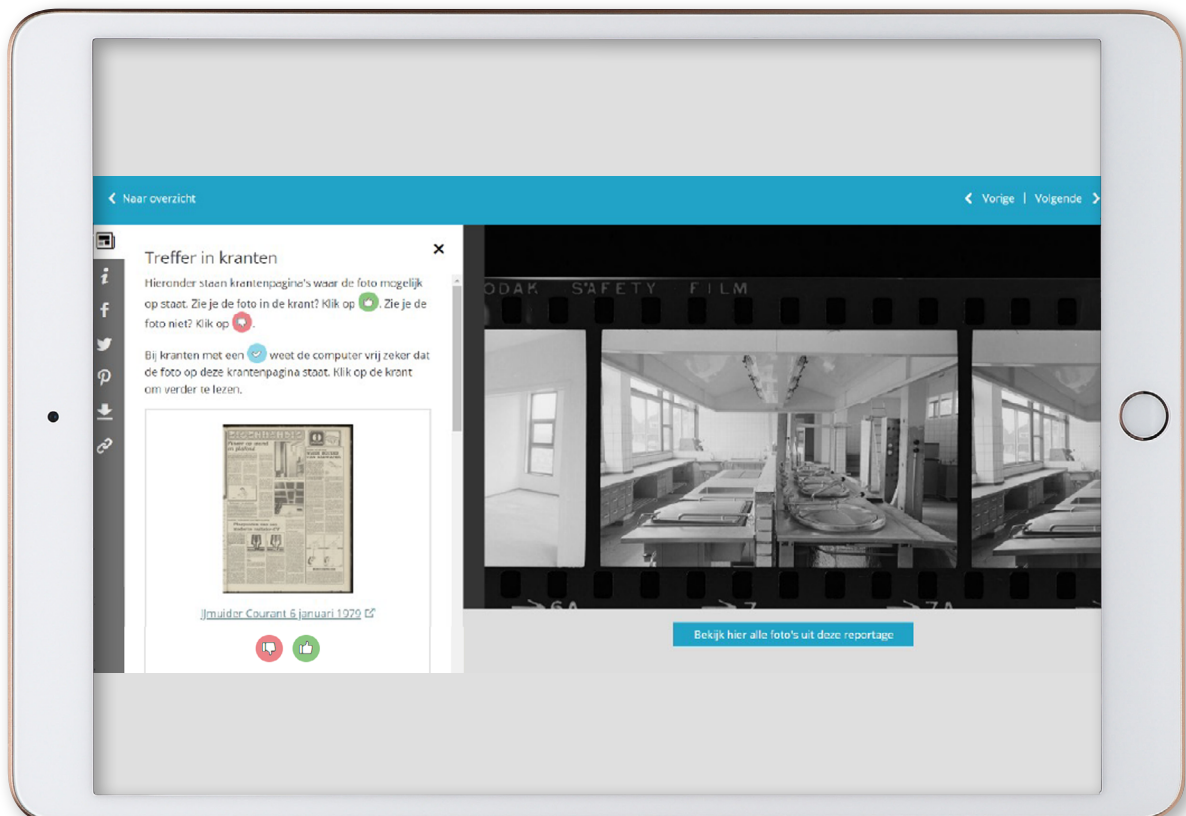 Naar overzicht
Vorige | Volgende
Treffer in kranten
Hieronder staan krantenpagina's waar de foto mogelijk
op staat. Zie je de foto in de krant? Klik op . Zie je de
foto niet? Klik op .
Bij kranten met een weet de computer vrij zeker dat
de foto op deze krantenpagina staat. Klik op de krant
om verder te lezen.
IJmuider Courant 6 januari 1979
ODAK SAFETY FILM
6A 7 7A
Bekijk hier alle foto's uit deze reportage